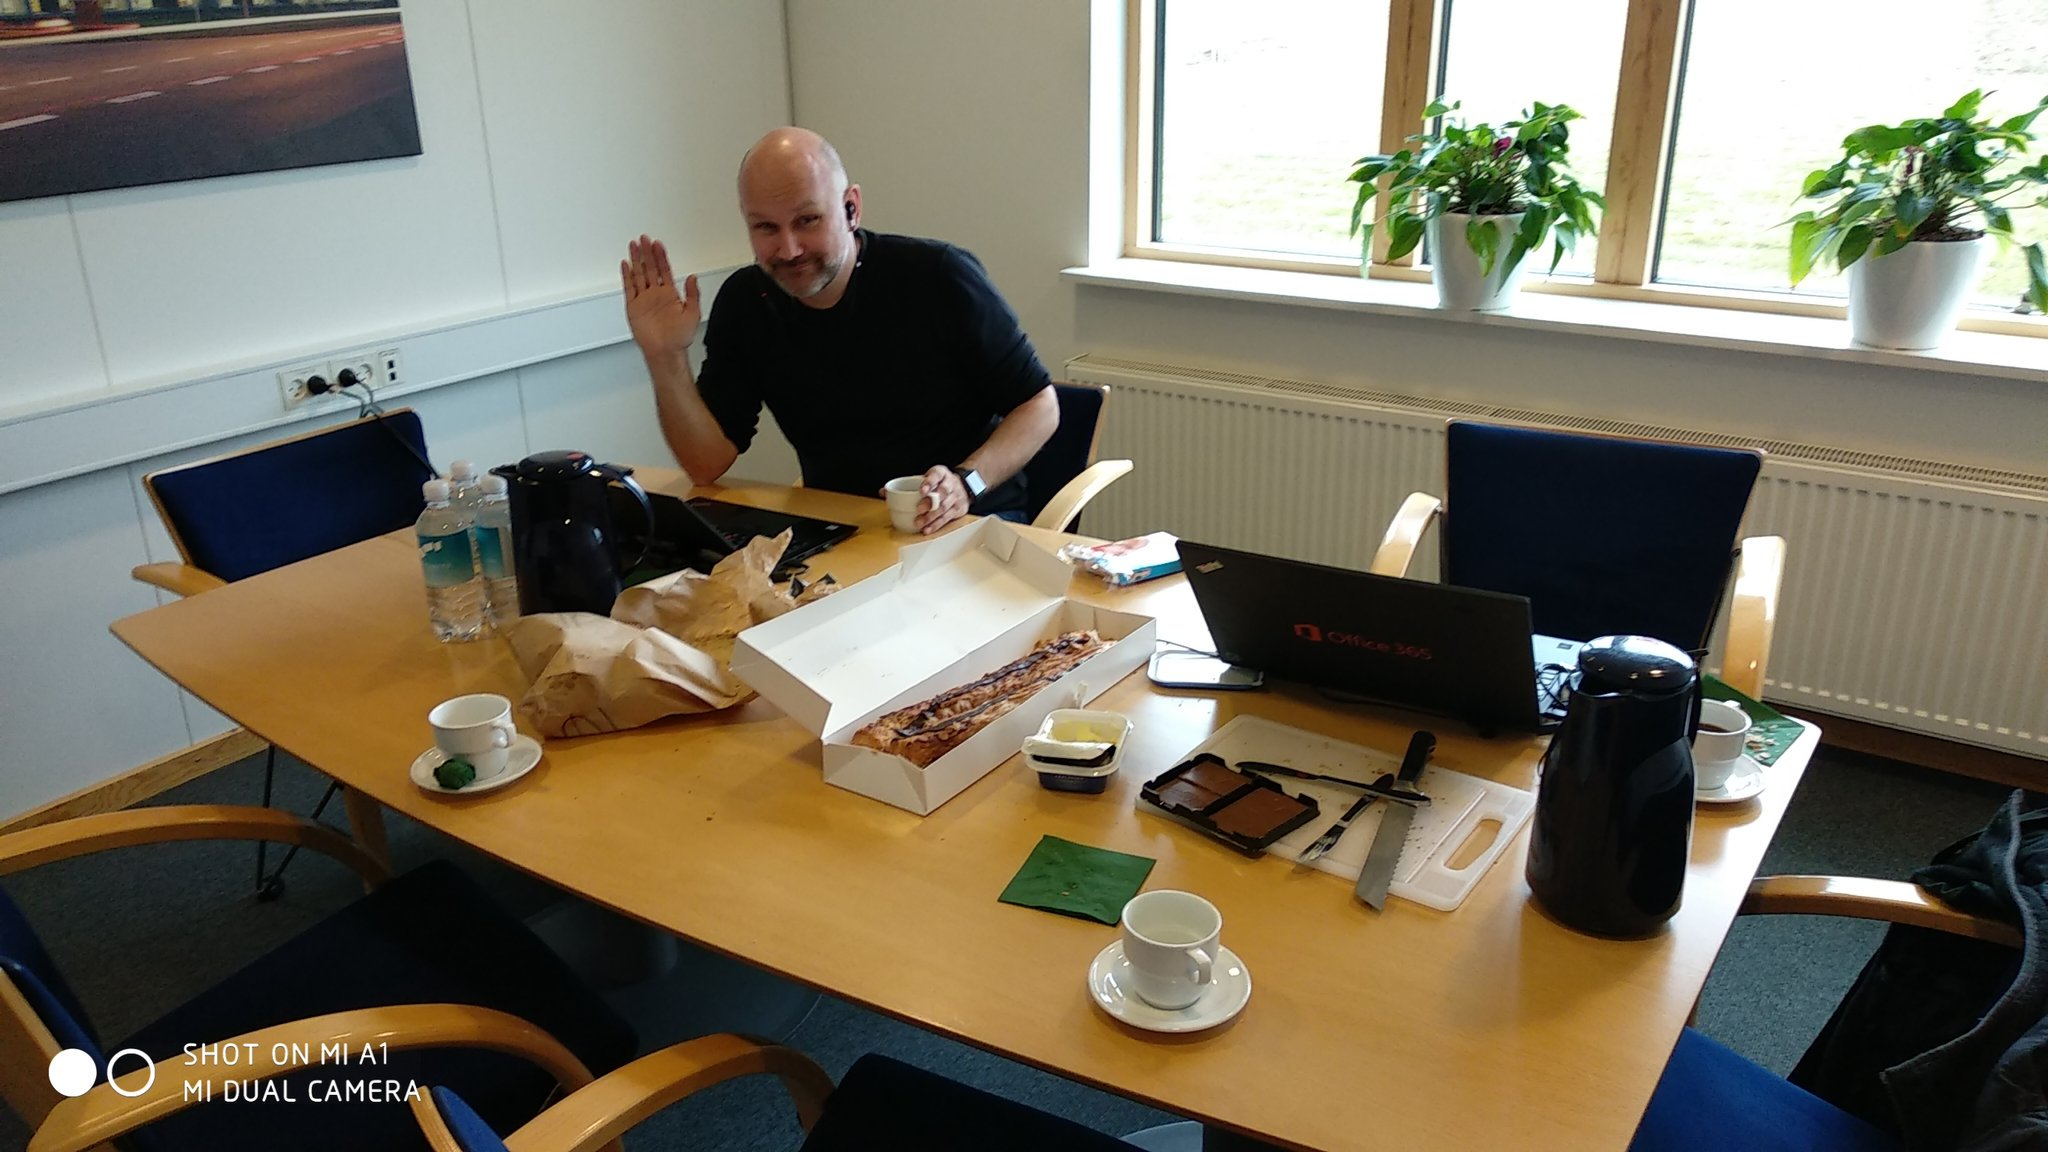 Office 365
SHOT ON MI A1
MI DUAL CAMERA